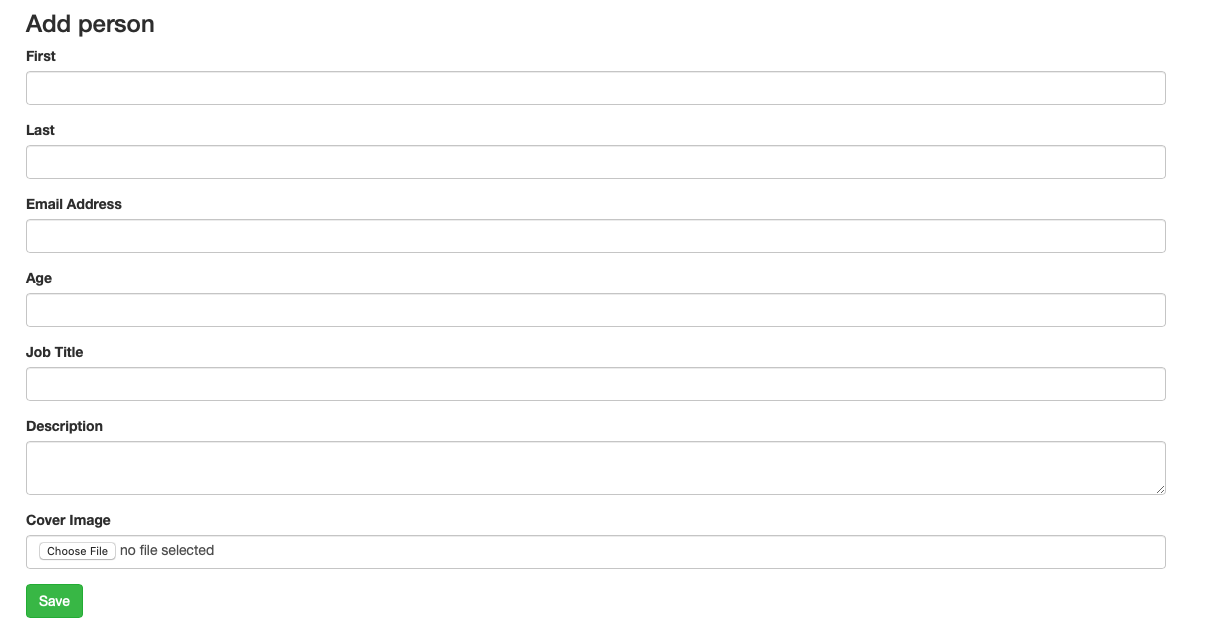 Add person
First
Last
Email Address
Age
Job Title
Description
Cover Image
Choose File no file selected
Save